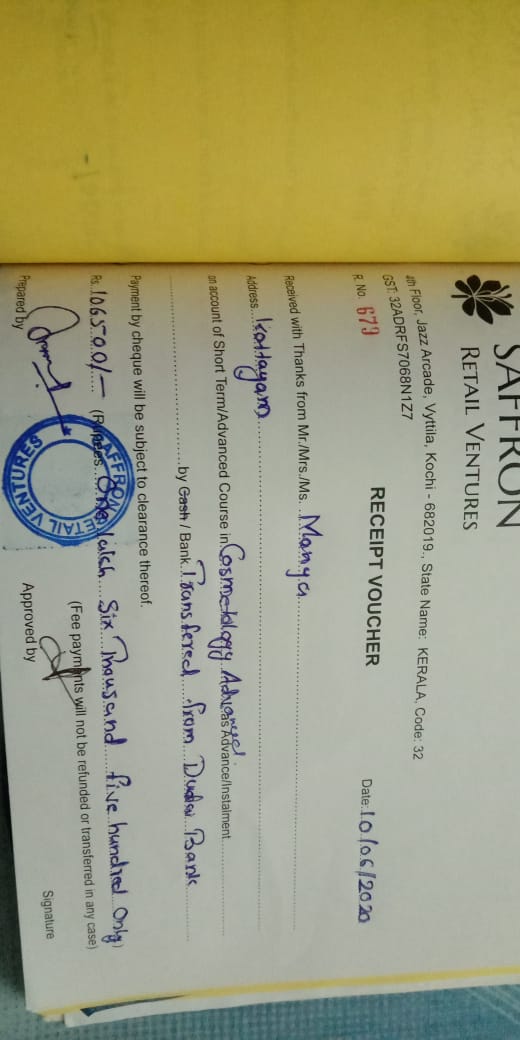 SAFFRON
RETAIL VENTURES
4th Floor, Jazz Arcade, Vyttila, Kochi - 682019., State Name: KERALA, Code: 32
GST: 32ADRFS7068N1Z7
R. No. 679
RECEIPT VOUCHER
Date: 10/06/2020
Received with Thanks from Mr./Mrs./Ms. Manya
Address Kottayam
on account of Short Term/Advanced Course in Cosmetology Advanced as Advance/Instalment
by Cash / Bank Transfered from Bank
Payment by cheque will be subject to clearance thereof.
Rs. 106500/- (Rupees One lakh Six Thousand five hundred Only)
(Fee payments will not be refunded or transferred in any case)
Prepared by
Approved by
Signature
SAFFRON RETAIL VENTURES